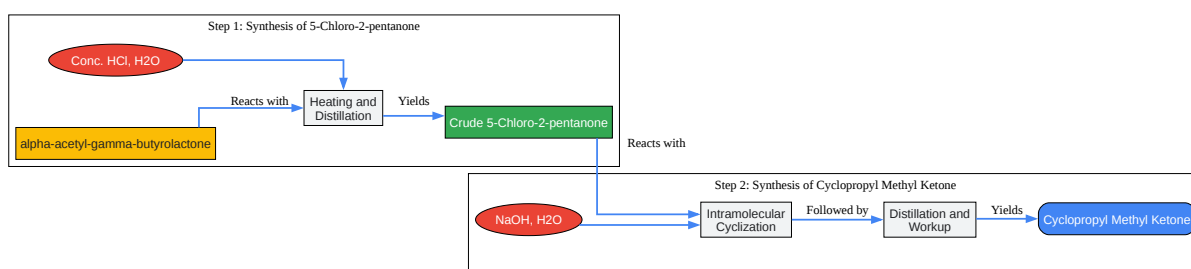 Step 1: Synthesis of 5-Chloro-2-pentanone
Conc. HCl, H2O
Reacts with
Heating and
Distillation
Yields
Crude 5-Chloro-2-pentanone
alpha-acetyl-gamma-butyrolactone
Reacts with
Step 2: Synthesis of Cyclopropyl Methyl Ketone
NaOH, H2O
Intramolecular
Cyclization
Followed by
Distillation and
Workup
Yields
Cyclopropyl Methyl Ketone